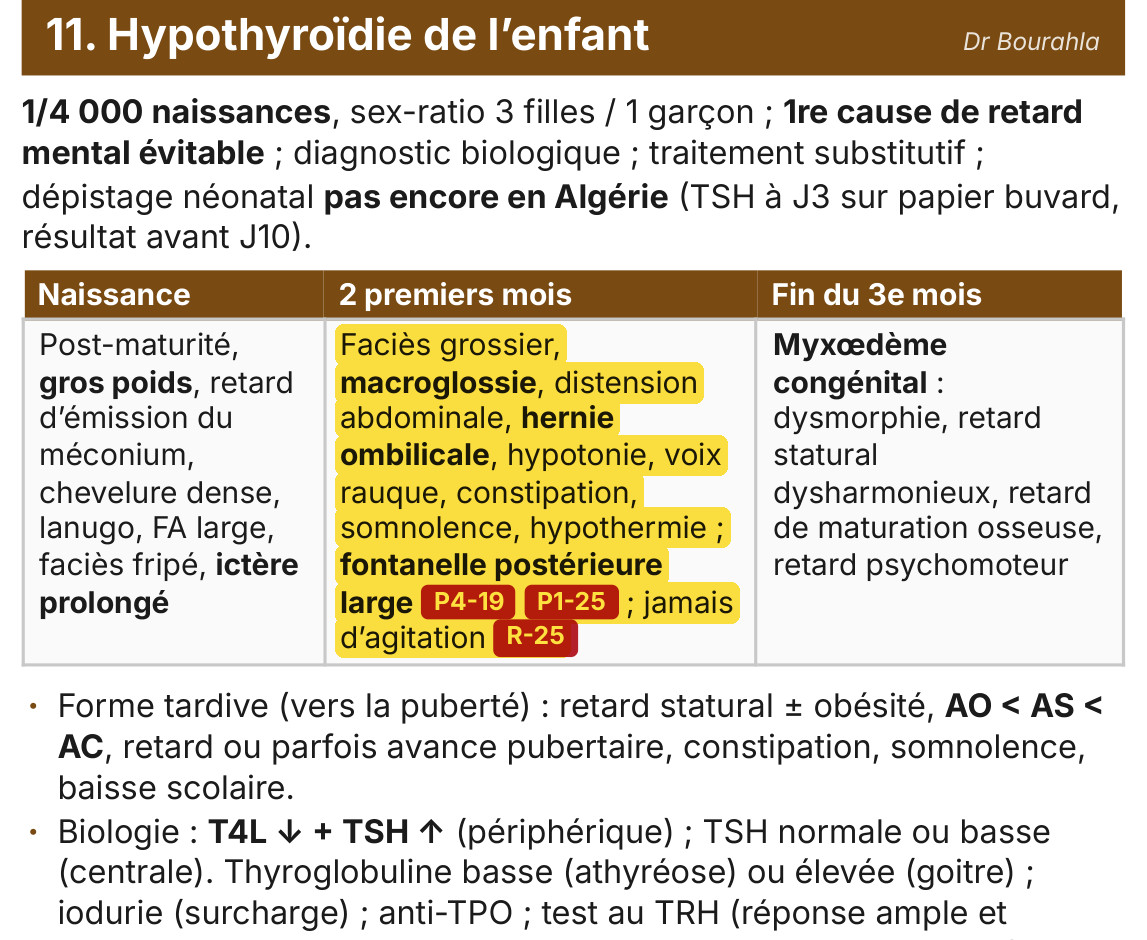 11. Hypothyroïdie de l’enfant
Dr Bourahla
1/4 000 naissances, sex-ratio 3 filles / 1 garçon ; 1re cause de retard
mental évitable ; diagnostic biologique ; traitement substitutif ;
dépistage néonatal pas encore en Algérie (TSH à J3 sur papier buvard,
résultat avant J10).
Naissance
Post-maturité,
gros poids, retard
d’émission du
méconium,
chevelure dense,
lanugo, FA large,
faciès fripé, ictère
prolongé
2 premiers mois
Faciès grossier,
macroglossie, distension
abdominale, hernie
ombilicale, hypotonie, voix
rauque, constipation,
somnolence, hypothermie ;
fontanelle postérieure
large P4-19 P1-25 ; jamais
d’agitation R-25
Fin du 3e mois
Myxœdème
congénital :
dysmorphie, retard
statural
dysharmonieux, retard
de maturation osseuse,
retard psychomoteur
• Forme tardive (vers la puberté) : retard statural ± obésité, AO < AS <
AC, retard ou parfois avance pubertaire, constipation, somnolence,
baisse scolaire.
• Biologie : T4L ↓ + TSH ↑ (périphérique) ; TSH normale ou basse
(centrale). Thyroglobuline basse (athyréose) ou élevée (goitre) ;
iodurie (surcharge) ; anti-TPO ; test au TRH (réponse ample et